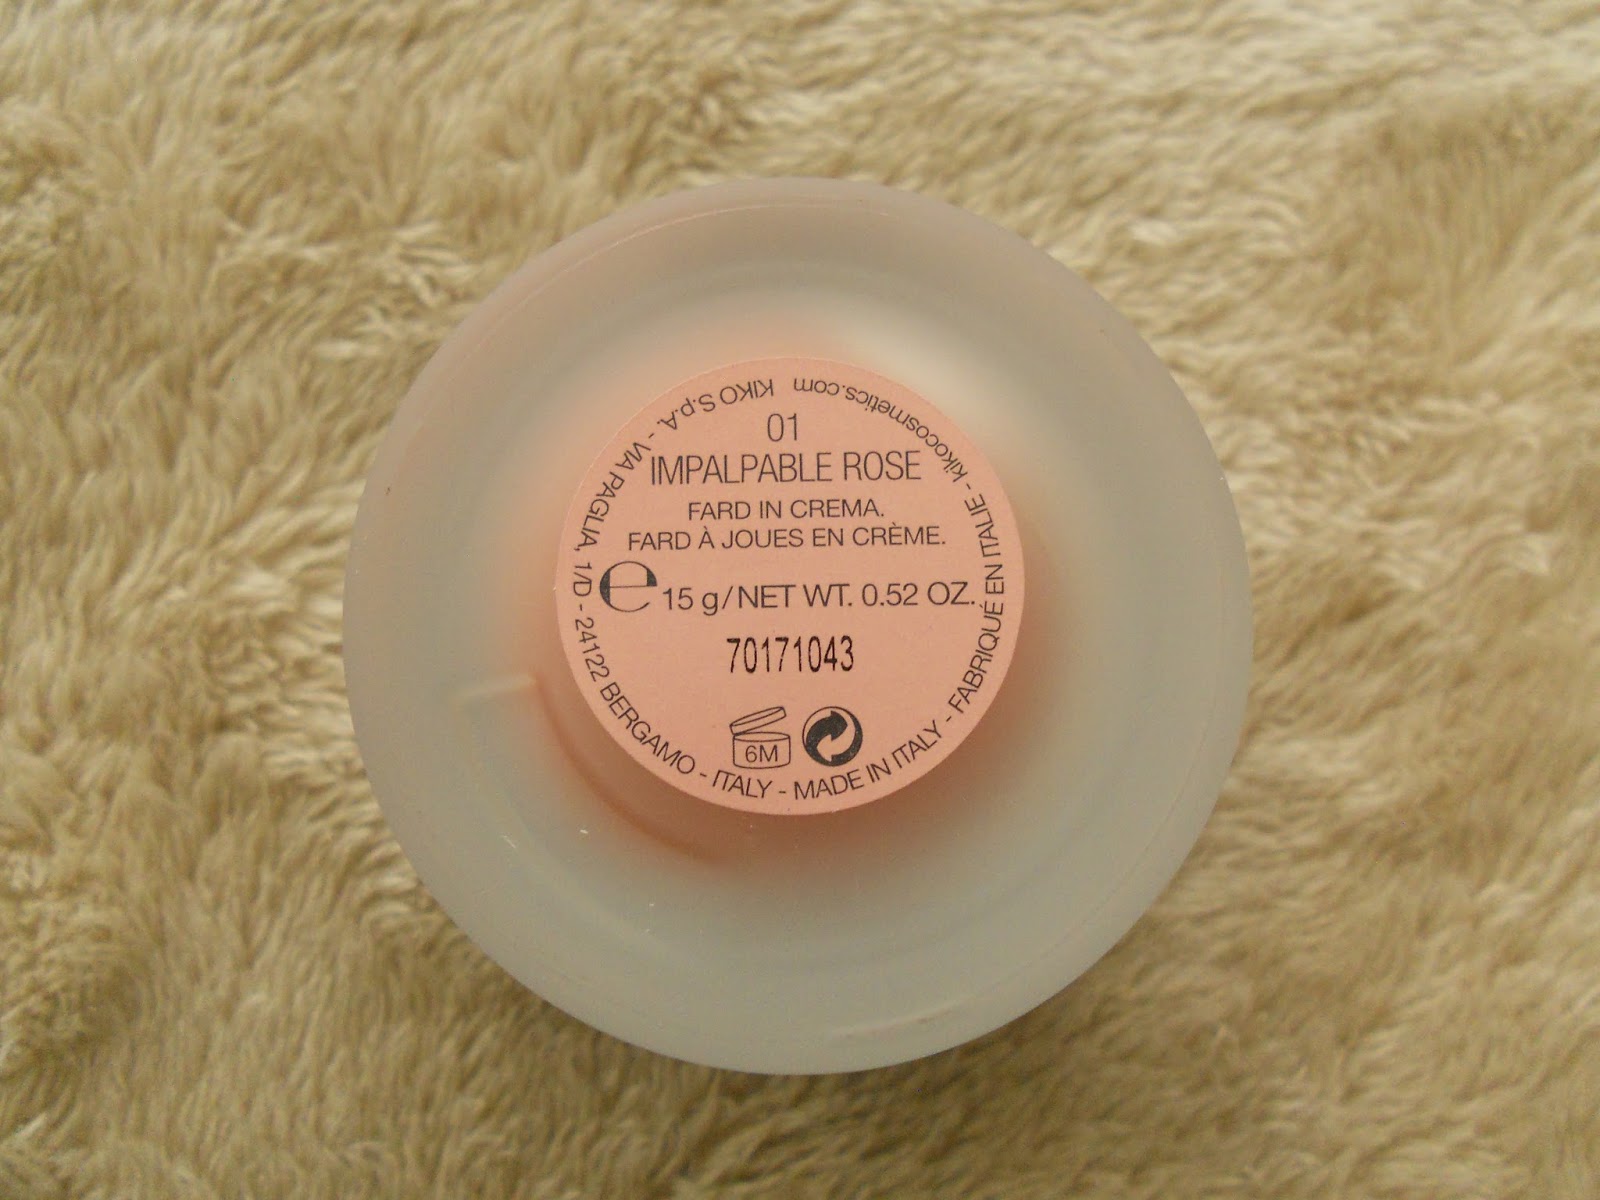 01
IMPALPABLE ROSE
FARD IN CREMA.
FARD À JOUES EN CRÈME.
℮ 15 g/NET WT. 0.52 OZ.
70171043
6M
KIKO S.p.A. - VIA PAGLIA, 1/D - 24122 BERGAMO - ITALY - MADE IN ITALY - FABRIQUÉ EN ITALIE - kikocosmetics.com